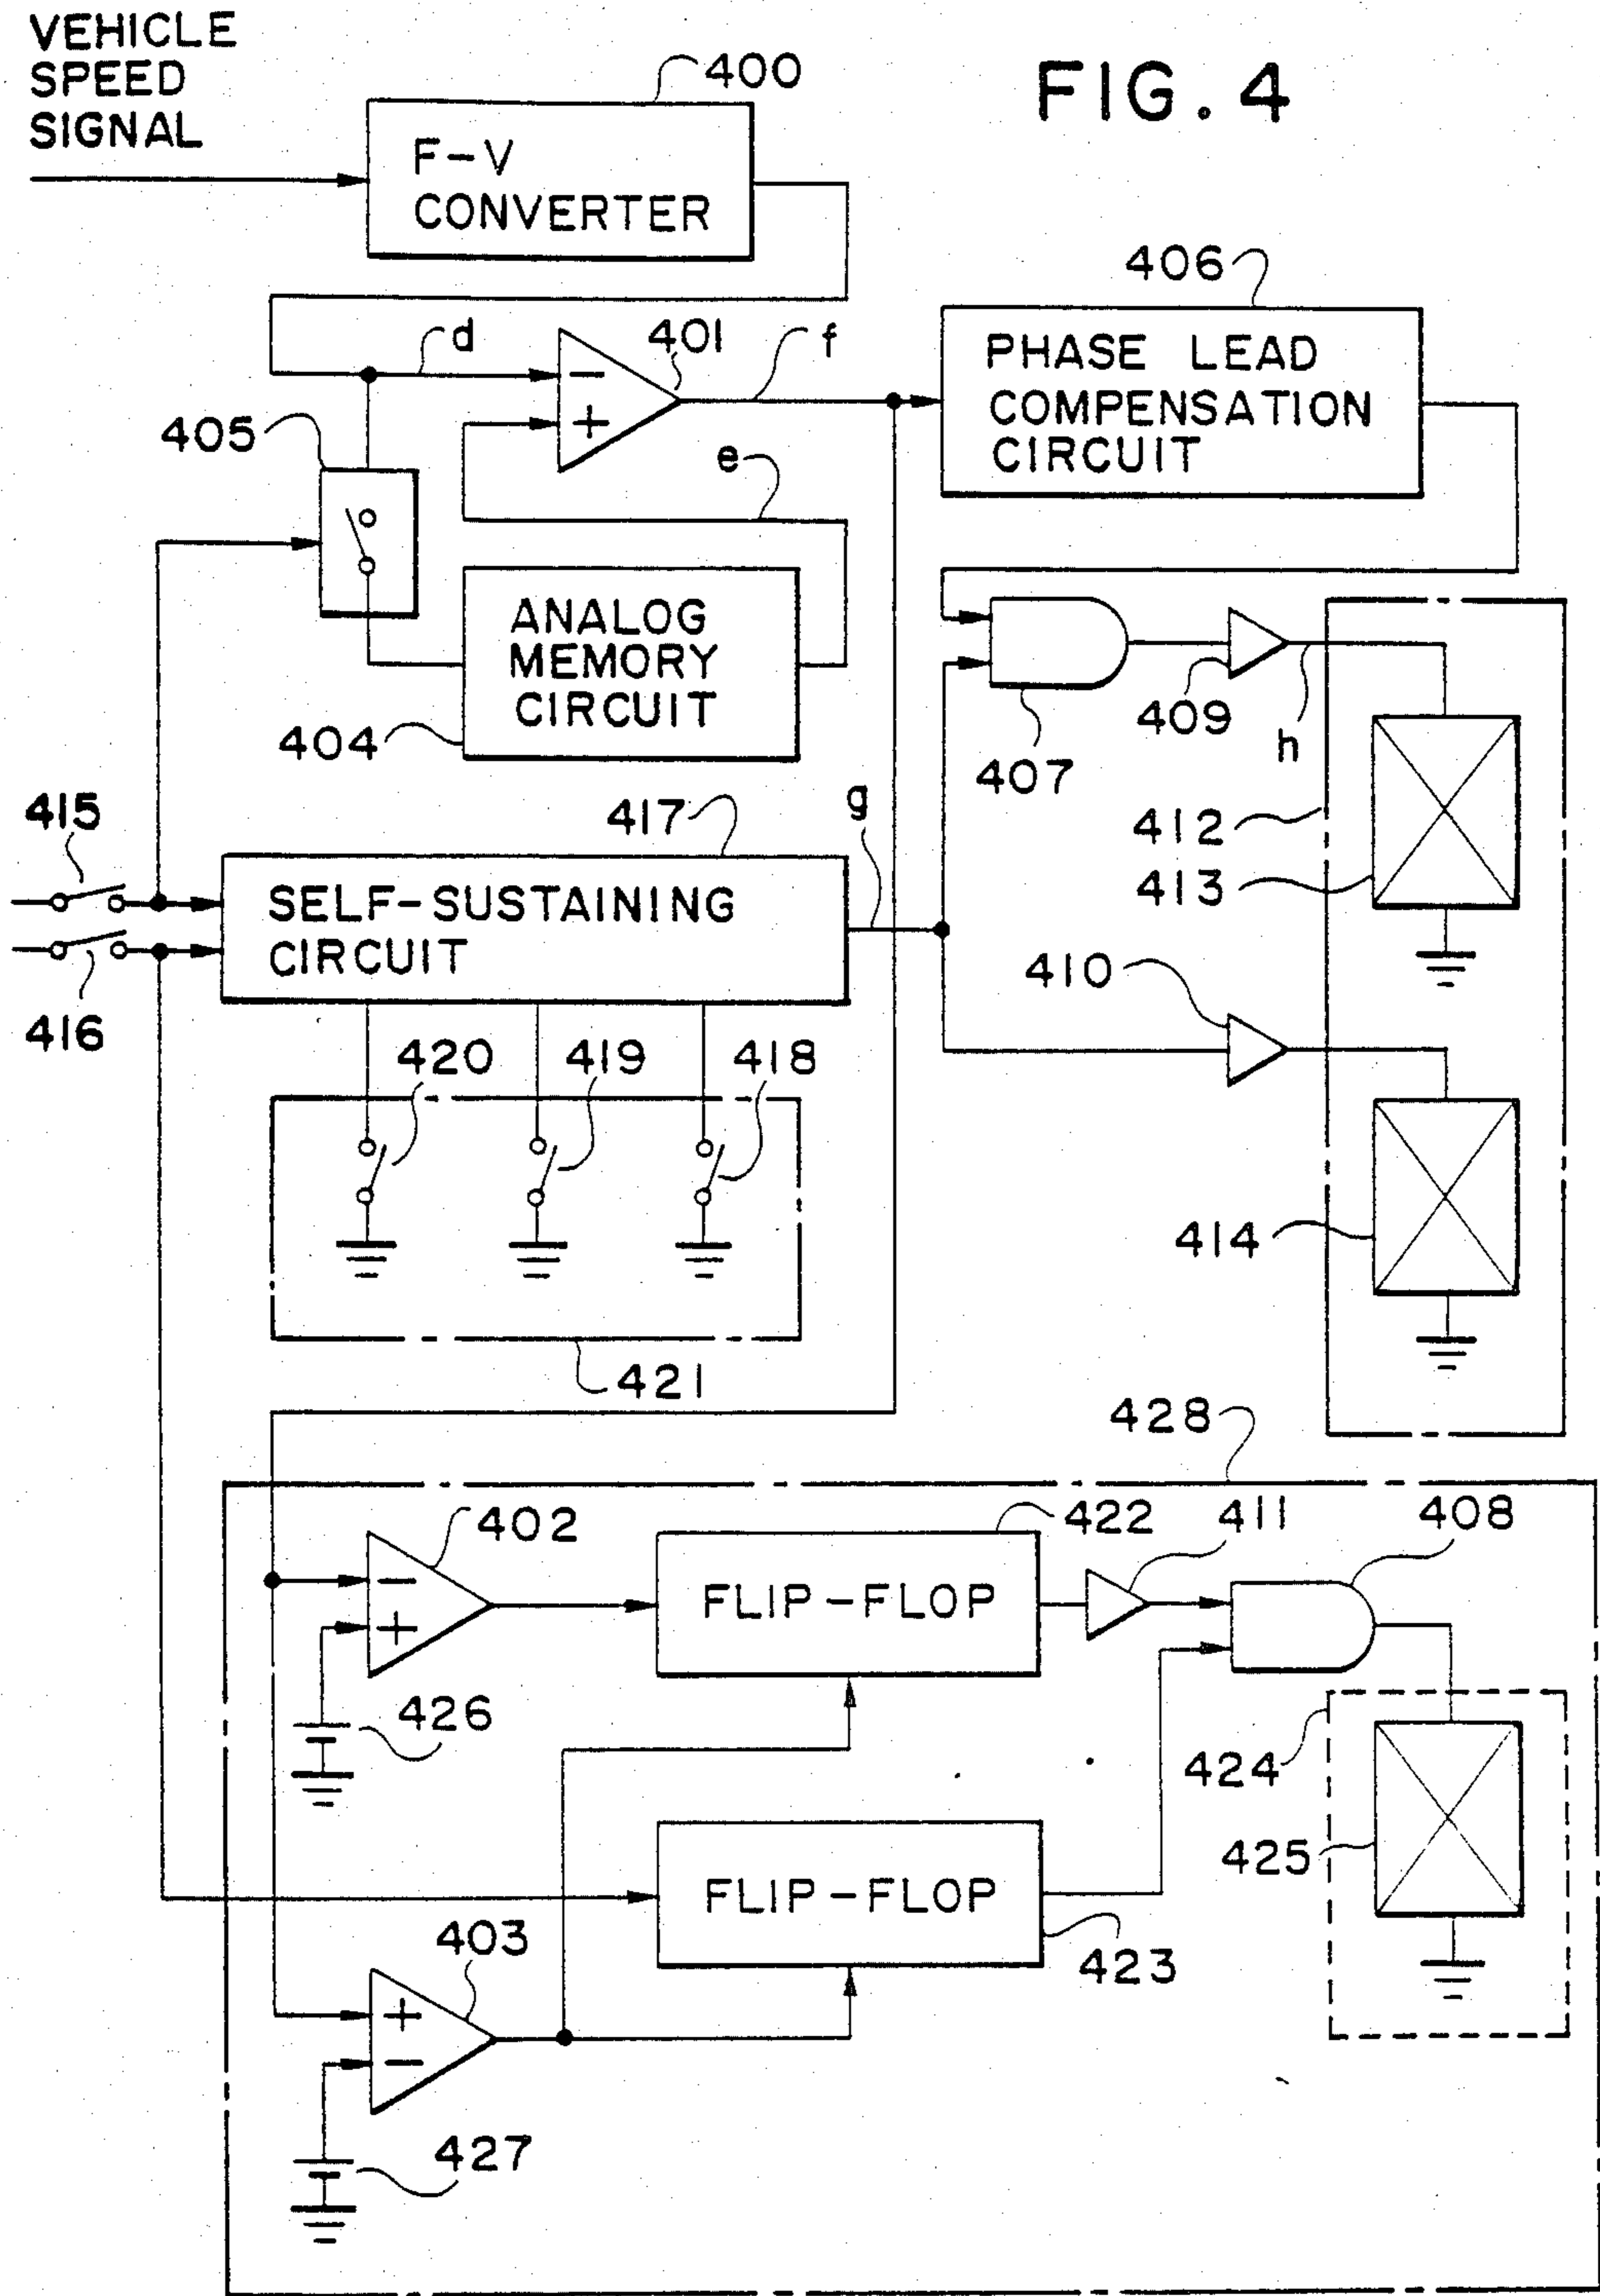 VEHICLE
SPEED
SIGNAL
400
FIG. 4
F-V
CONVERTER
406
d
401
f
PHASE LEAD
COMPENSATION
CIRCUIT
−
+
405
e
ANALOG
MEMORY
CIRCUIT
404
409
h
407
412
413
415
417
g
SELF-SUSTAINING
CIRCUIT
416
410
420
419
418
414
421
428
402
422
411
408
−
+
FLIP-FLOP
426
424
425
FLIP-FLOP
423
403
+
−
427